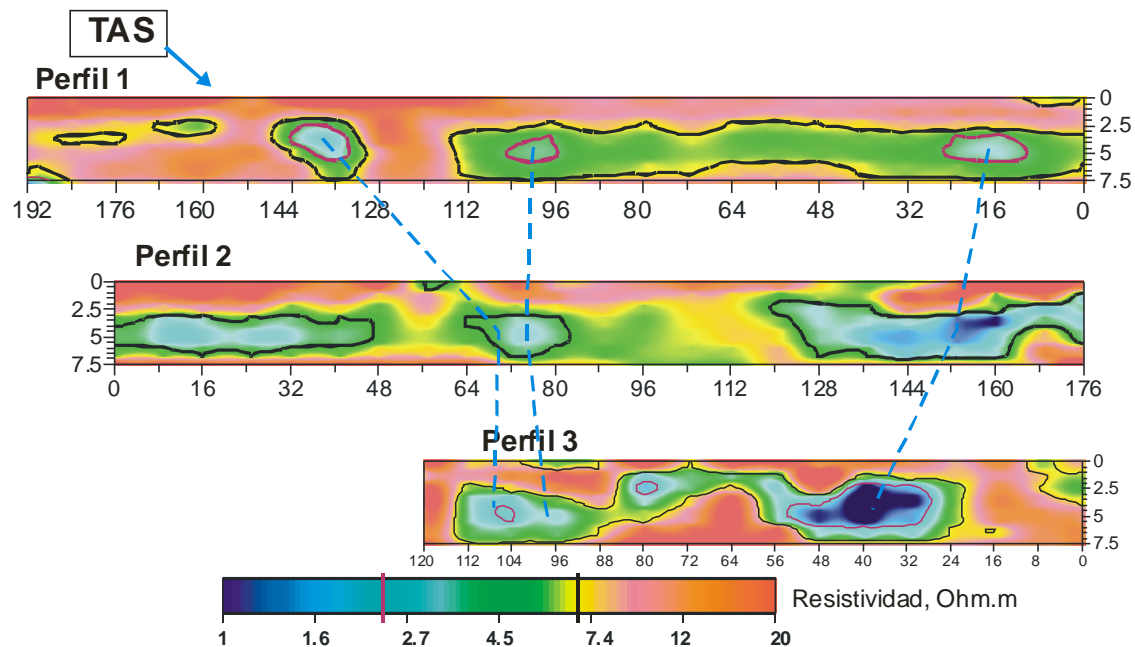 TAS
Perfil 1
0
2.5
5
7.5
192 176 160 144 128 112 96 80 64 48 32 16 0
Perfil 2
0
2.5
5
7.5
0 16 32 48 64 80 96 112 128 144 160 176
Perfil 3
0
2.5
5
7.5
120 112 104 96 88 80 72 64 56 48 40 32 24 16 8 0
Resistividad, Ohm.m
1 1.6 2.7 4.5 7.4 12 20